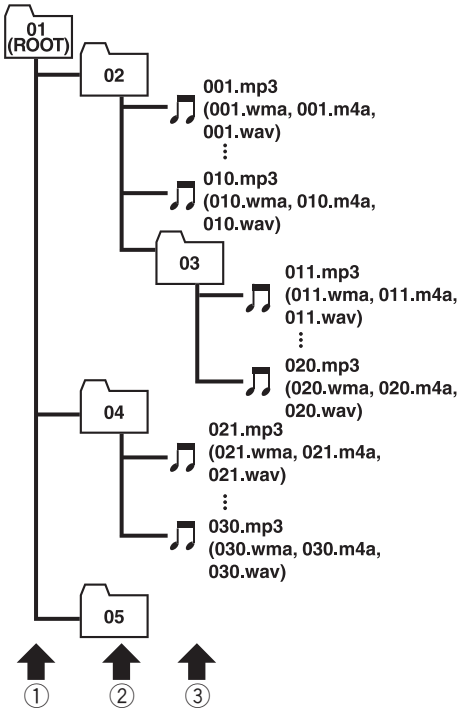 01
(ROOT)
02
001.mp3
(001.wma, 001.m4a,
001.wav)
010.mp3
(010.wma, 010.m4a,
010.wav)
03
011.mp3
(011.wma, 011.m4a,
011.wav)
020.mp3
(020.wma, 020.m4a,
020.wav)
04
021.mp3
(021.wma, 021.m4a,
021.wav)
030.mp3
(030.wma, 030.m4a,
030.wav)
05
① ② ③